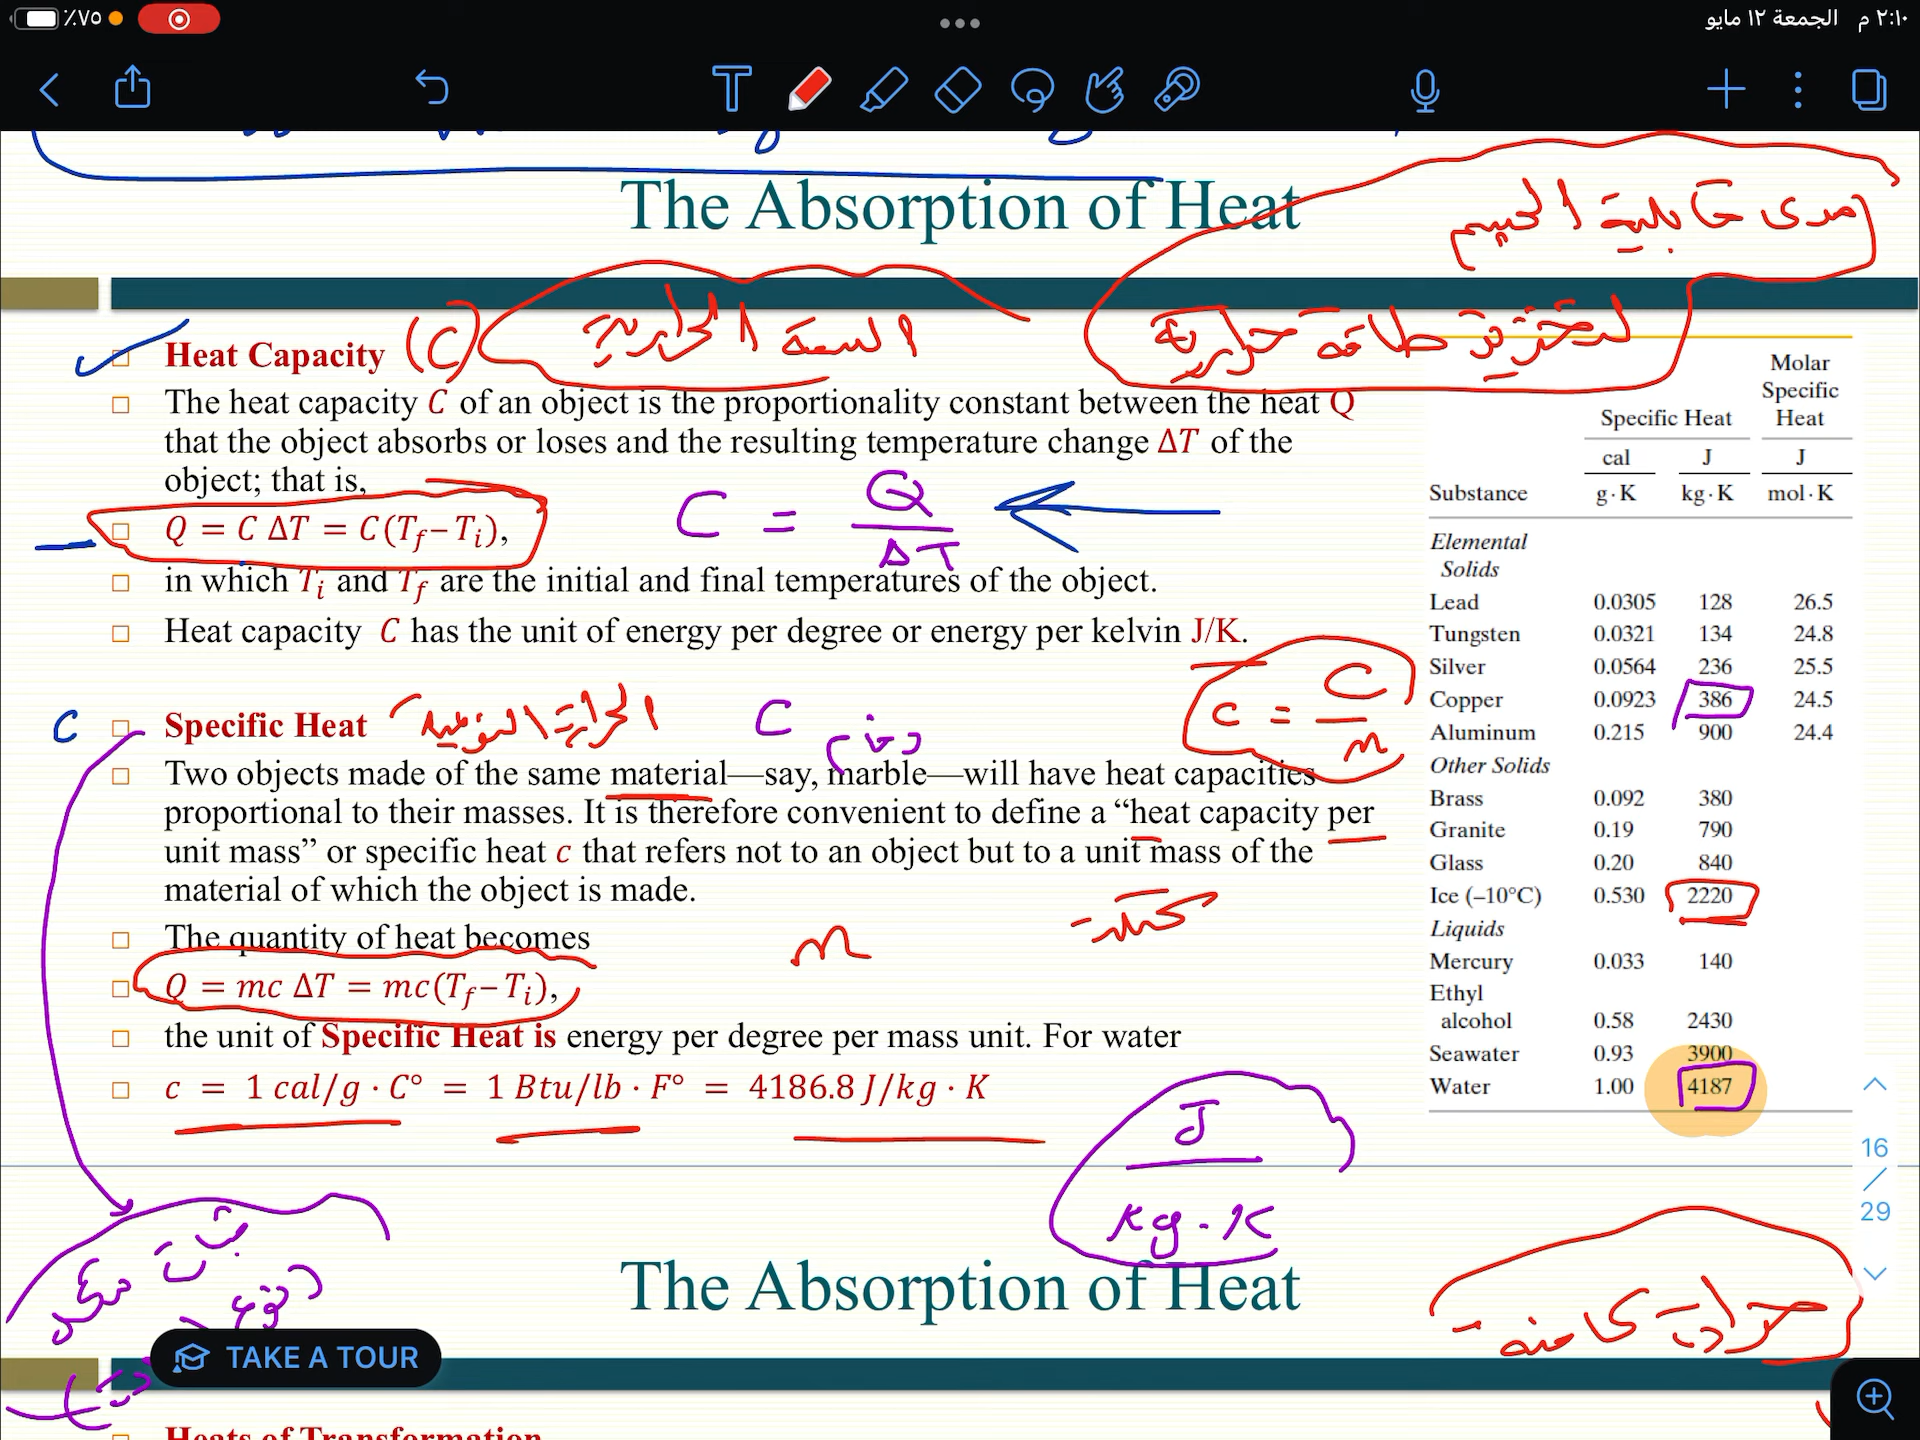 ٪٧٥
٢:١٠ م الجمعة ١٢ مايو
The Absorption of Heat
مدى قابلية الجسم
لتخزين طاقة حرارية
Heat Capacity (C) السعة الحرارية
The heat capacity C of an object is the proportionality constant between the heat Q
that the object absorbs or loses and the resulting temperature change ΔT of the
object; that is,
Q = C ΔT = C(Tf − Ti),
C = Q / ΔT
in which Ti and Tf are the initial and final temperatures of the object.
Heat capacity C has the unit of energy per degree or energy per kelvin J/K.
c = C / m
c Specific Heat الحرارة النوعية C
Two objects made of the same material—say, marble—will have heat capacities
proportional to their masses. It is therefore convenient to define a “heat capacity per
unit mass” or specific heat c that refers not to an object but to a unit mass of the
material of which the object is made.
كتلة
m
The quantity of heat becomes
Q = mc ΔT = mc(Tf − Ti),
the unit of Specific Heat is energy per degree per mass unit. For water
c = 1 cal/g · C° = 1 Btu/lb · F° = 4186.8 J/kg · K
J
kg . K
Molar
Specific
Specific Heat Heat
cal J J
Substance g·K kg·K mol·K
Elemental
Solids
Lead 0.0305 128 26.5
Tungsten 0.0321 134 24.8
Silver 0.0564 236 25.5
Copper 0.0923 386 24.5
Aluminum 0.215 900 24.4
Other Solids
Brass 0.092 380
Granite 0.19 790
Glass 0.20 840
Ice (–10°C) 0.530 2220
Liquids
Mercury 0.033 140
Ethyl
alcohol 0.58 2430
Seawater 0.93 3900
Water 1.00 4187
16
/
29
The Absorption of Heat
حرارة كامنة
TAKE A TOUR
Heats of Transformation